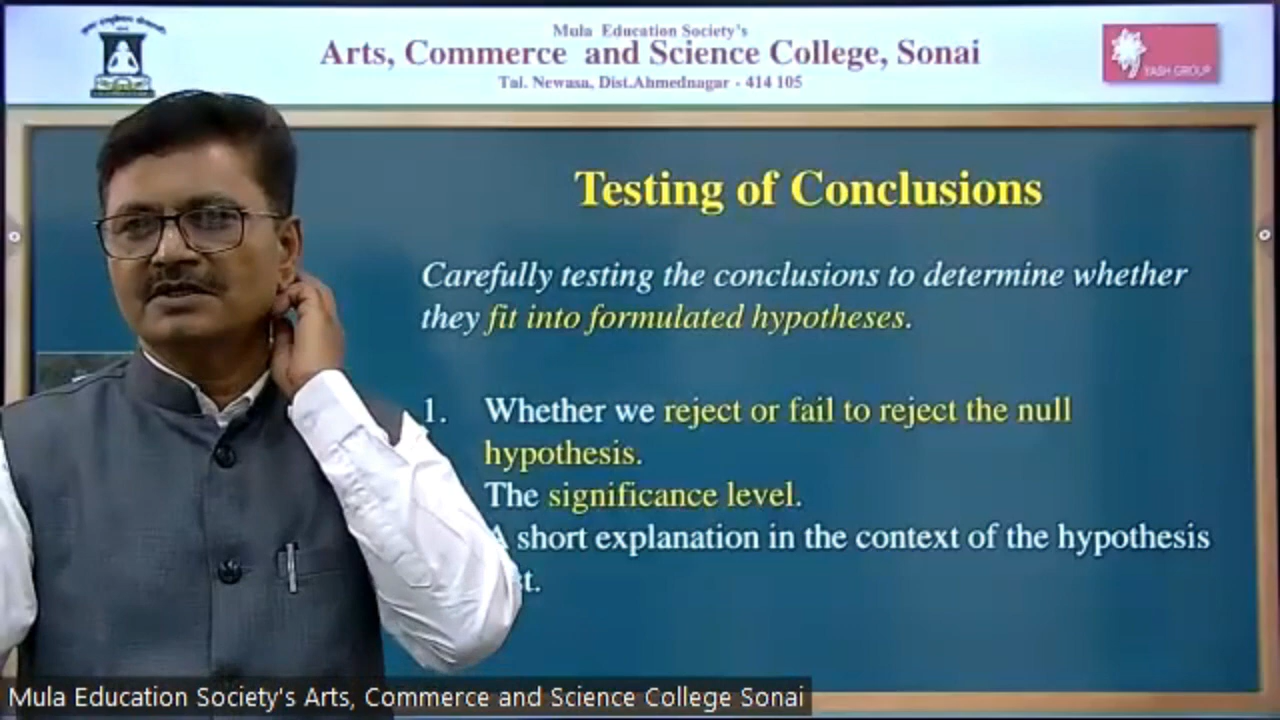 Mula Education Society's
Arts, Commerce and Science College, Sonai
Tal. Newasa, Dist.Ahmednagar - 414 105
YASH GROUP
Testing of Conclusions
Carefully testing the conclusions to determine whether
they fit into formulated hypotheses.
1. Whether we reject or fail to reject the null
hypothesis.
The significance level.
A short explanation in the context of the hypothesis
st.
Mula Education Society's Arts, Commerce and Science College Sonai